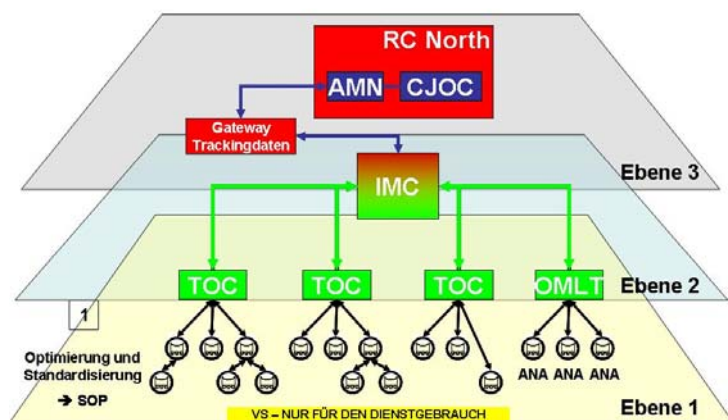 RC North
AMN
CJOC
Gateway
Trackingdaten
Ebene 3
IMC
TOC
TOC
TOC
OMLT
Ebene 2
1
Optimierung und
Standardisierung
→ SOP
ANA ANA ANA
Ebene 1
VS – NUR FÜR DEN DIENSTGEBRAUCH